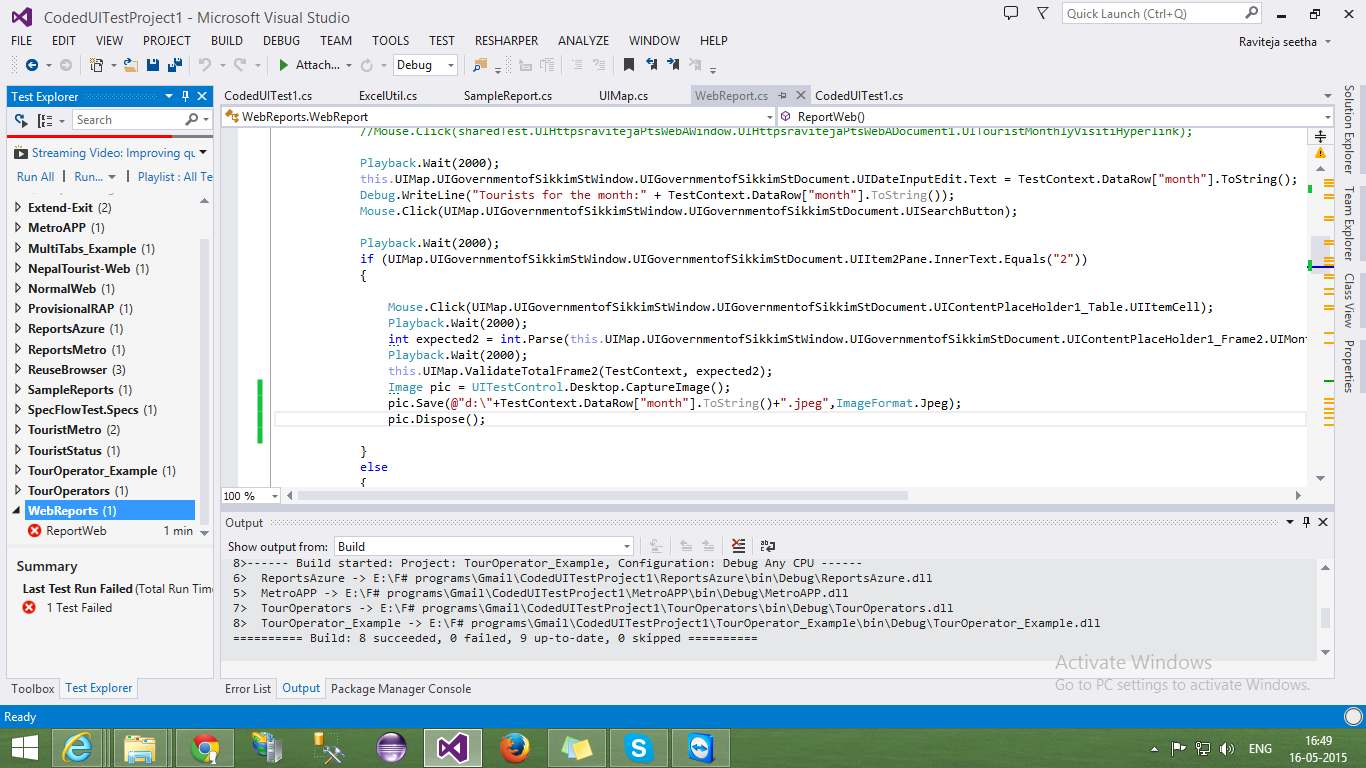 CodedUITestProject1 - Microsoft Visual Studio
Quick Launch (Ctrl+Q)
FILE EDIT VIEW PROJECT BUILD DEBUG TEAM TOOLS TEST RESHARPER ANALYZE WINDOW HELP
Raviteja seetha
Attach... Debug
Test Explorer
Search
Streaming Video: Improving qu
Run All | Run... | Playlist : All Te
Extend-Exit (2)
MetroAPP (1)
MultiTabs_Example (1)
NepalTourist-Web (1)
NormalWeb (1)
ProvisionalRAP (1)
ReportsAzure (1)
ReportsMetro (1)
ReuseBrowser (3)
SampleReports (1)
SpecFlowTest.Specs (1)
TouristMetro (2)
TouristStatus (1)
TourOperator_Example (1)
TourOperators (1)
WebReports (1)
ReportWeb 1 min
Summary
Last Test Run Failed (Total Run Time
1 Test Failed
Toolbox Test Explorer
CodedUITest1.cs ExcelUtil.cs SampleReport.cs UIMap.cs WebReport.cs CodedUITest1.cs
WebReports.WebReport ReportWeb()
//Mouse.Click(sharedTest.UIHttpsravitejaPtsWebAWindow.UIHttpsravitejaPtsWebADocument1.UITouristMonthlyVisitiHyperlink);
Playback.Wait(2000);
this.UIMap.UIGovernmentofSikkimStWindow.UIGovernmentofSikkimStDocument.UIDateInputEdit.Text = TestContext.DataRow["month"].ToString();
Debug.WriteLine("Tourists for the month:" + TestContext.DataRow["month"].ToString());
Mouse.Click(UIMap.UIGovernmentofSikkimStWindow.UIGovernmentofSikkimStDocument.UISearchButton);
Playback.Wait(2000);
if (UIMap.UIGovernmentofSikkimStWindow.UIGovernmentofSikkimStDocument.UIItem2Pane.InnerText.Equals("2"))
{
Mouse.Click(UIMap.UIGovernmentofSikkimStWindow.UIGovernmentofSikkimStDocument.UIContentPlaceHolder1_Table.UIItemCell);
Playback.Wait(2000);
int expected2 = int.Parse(this.UIMap.UIGovernmentofSikkimStWindow.UIGovernmentofSikkimStDocument.UIContentPlaceHolder1_Frame2.UIMon
Playback.Wait(2000);
this.UIMap.ValidateTotalFrame2(TestContext, expected2);
Image pic = UITestControl.Desktop.CaptureImage();
pic.Save(@"d:\"+TestContext.DataRow["month"].ToString()+".jpeg",ImageFormat.Jpeg);
pic.Dispose();
}
else
{
100 %
Output
Show output from: Build
8>------ Build started: Project: TourOperator_Example, Configuration: Debug Any CPU ------
6> ReportsAzure -> E:\F# programs\Gmail\CodedUITestProject1\ReportsAzure\bin\Debug\ReportsAzure.dll
5> MetroAPP -> E:\F# programs\Gmail\CodedUITestProject1\MetroAPP\bin\Debug\MetroAPP.dll
7> TourOperators -> E:\F# programs\Gmail\CodedUITestProject1\TourOperators\bin\Debug\TourOperators.dll
8> TourOperator_Example -> E:\F# programs\Gmail\CodedUITestProject1\TourOperator_Example\bin\Debug\TourOperator_Example.dll
========== Build: 8 succeeded, 0 failed, 9 up-to-date, 0 skipped ==========
Error List Output Package Manager Console
Solution Explorer
Team Explorer
Class View
Properties
Activate Windows
Go to PC settings to activate Windows.
Ready
ENG
16:49
16-05-2015